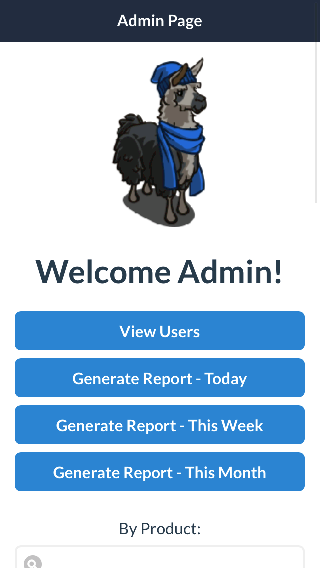 Admin Page
Welcome Admin!
View Users
Generate Report - Today
Generate Report - This Week
Generate Report - This Month
By Product: